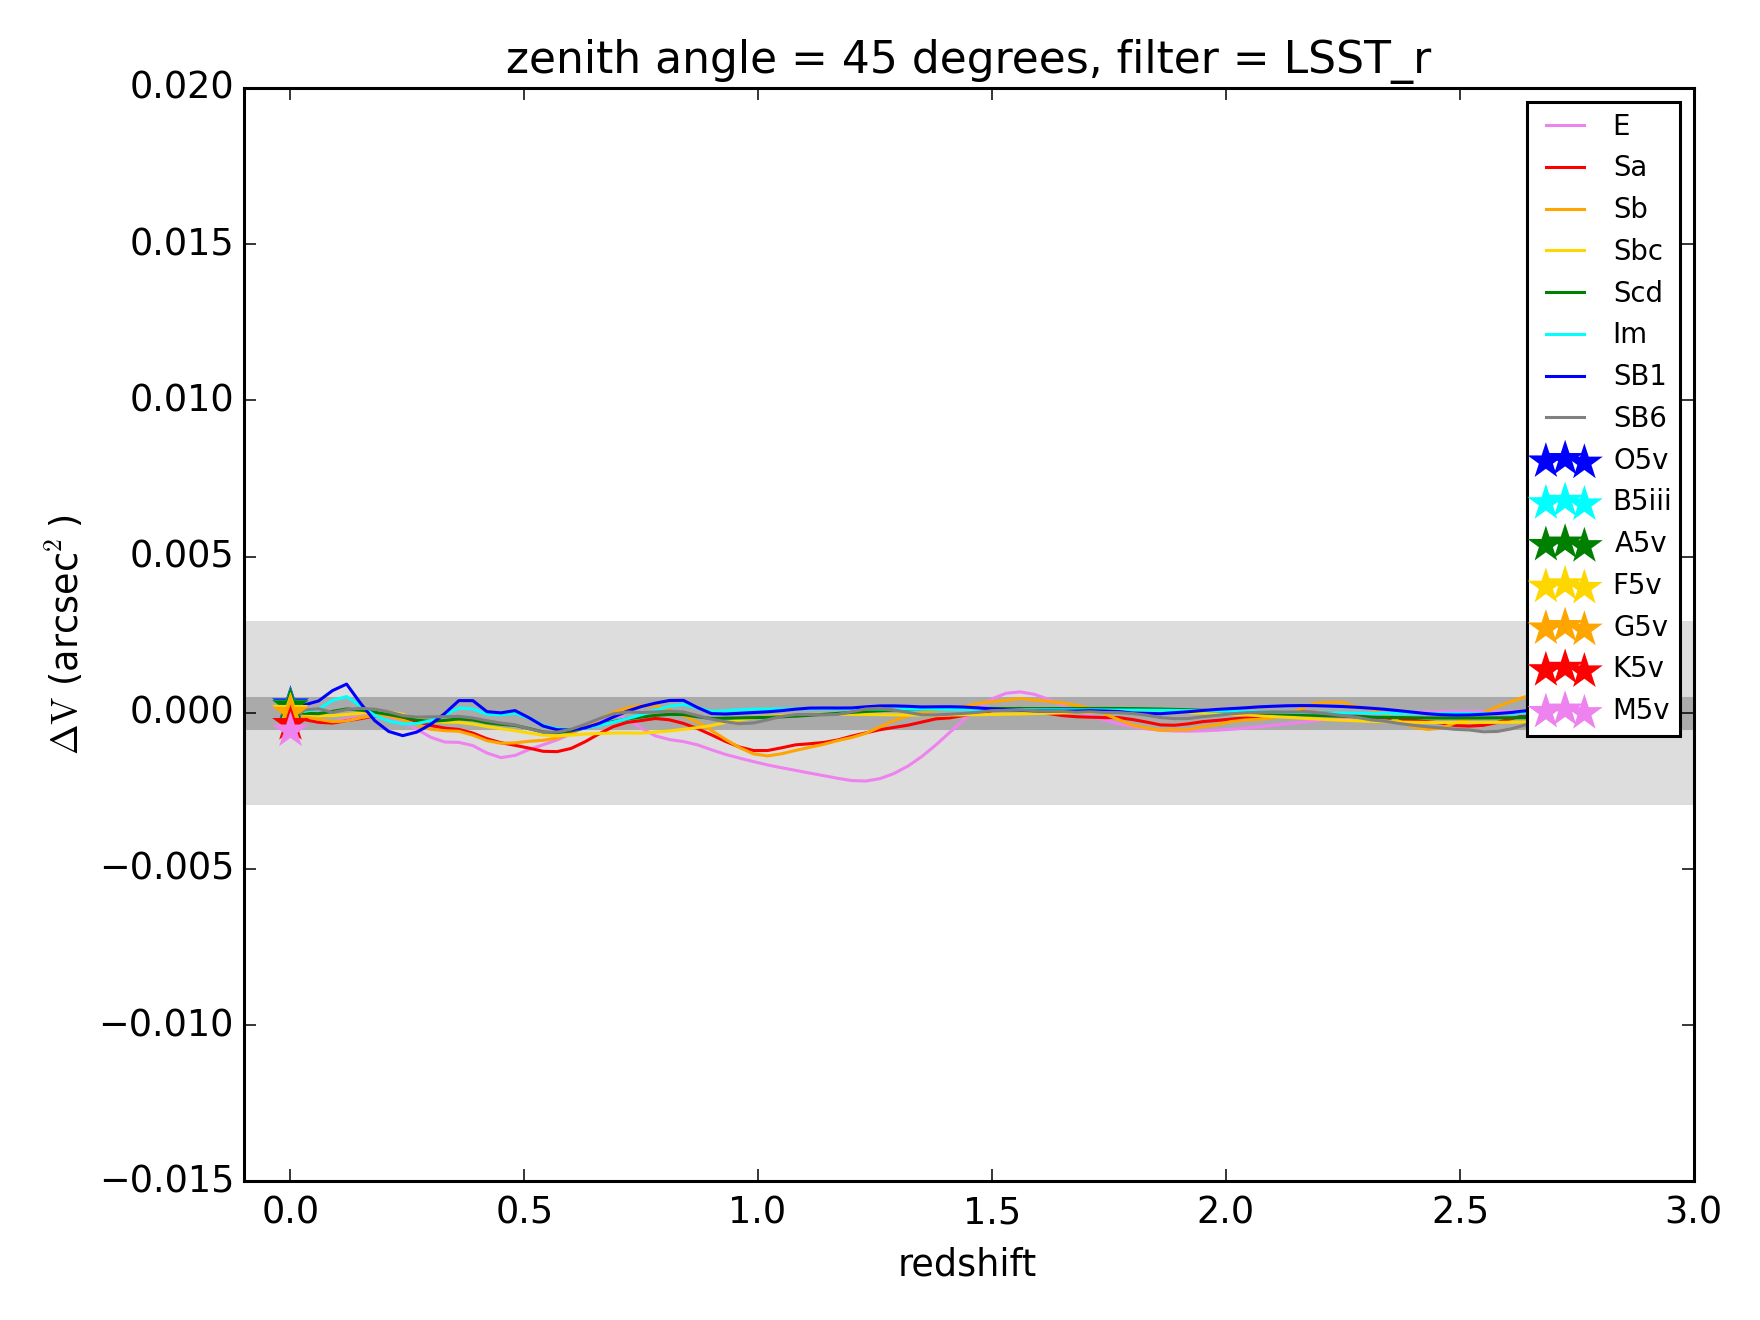 zenith angle = 45 degrees, filter = LSST_r
0.020
0.015
0.010
0.005
0.000
−0.005
−0.010
−0.015
ΔV (arcsec²)
0.0 0.5 1.0 1.5 2.0 2.5 3.0
redshift
E
Sa
Sb
Sbc
Scd
Im
SB1
SB6
O5v
B5iii
A5v
F5v
G5v
K5v
M5v